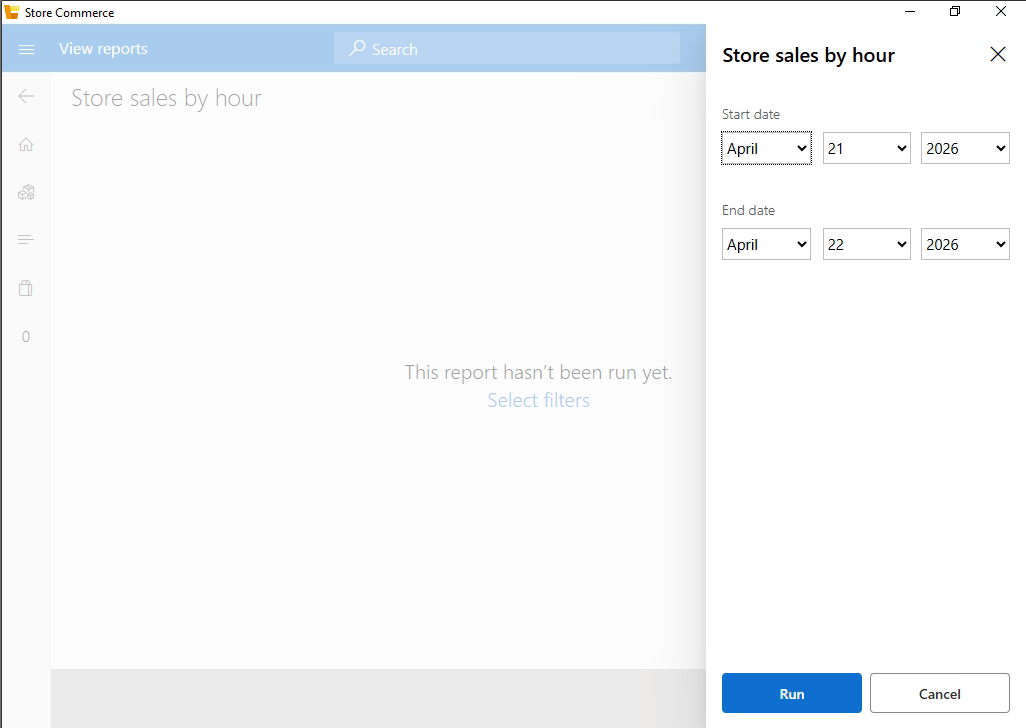 Store Commerce
View reports
Search
Store sales by hour
0
This report hasn't been run yet.
Select filters
Store sales by hour
Start date
April 21 2026
End date
April 22 2026
Run Cancel